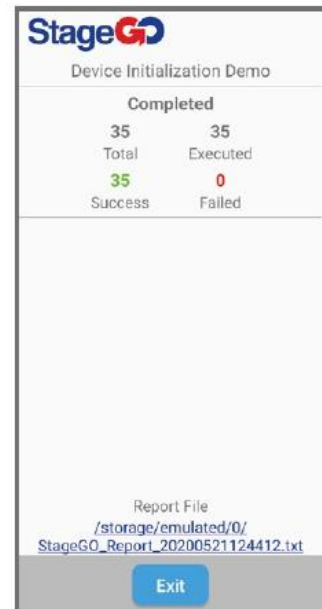 StageGO
Device Initialization Demo
Completed
35 35
Total Executed
35 0
Success Failed
Report File
/storage/emulated/0/
StageGO_Report_20200521124412.txt
Exit